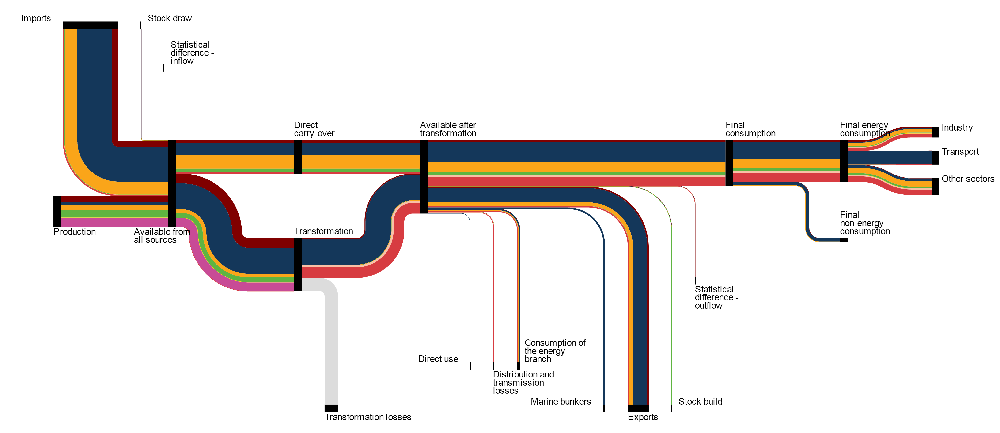 Imports
Stock draw
Statistical
difference -
inflow
Direct
carry-over
Available after
transformation
Final
consumption
Final energy
consumption
Industry
Transport
Other sectors
Production
Available from
all sources
Transformation
Final
non-energy
consumption
Statistical
difference -
outflow
Direct use
Consumption of
the energy
branch
Distribution and
transmission
losses
Marine bunkers
Stock build
Transformation losses
Exports